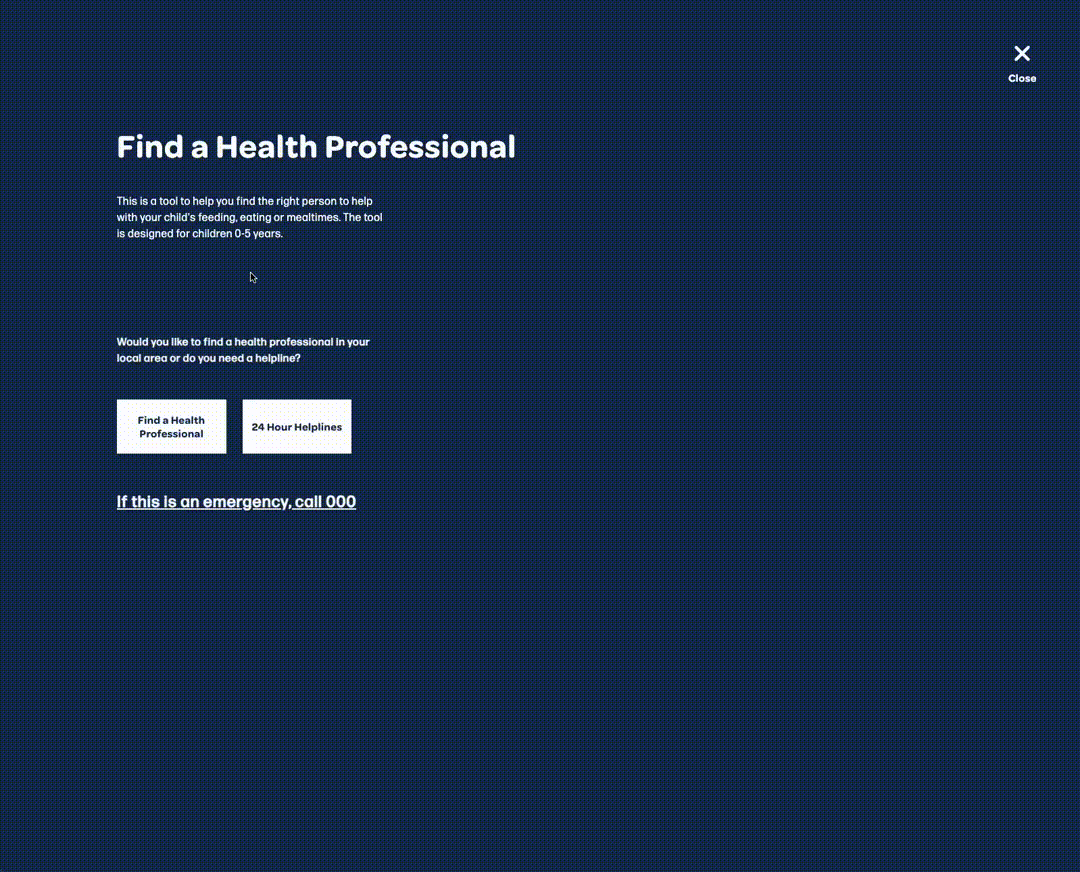 Close
Find a Health Professional
This is a tool to help you find the right person to help
with your child's feeding, eating or mealtimes. The tool
is designed for children 0-5 years.
Would you like to find a health professional in your
local area or do you need a helpline?
Find a Health
Professional
24 Hour Helplines
If this is an emergency, call 000